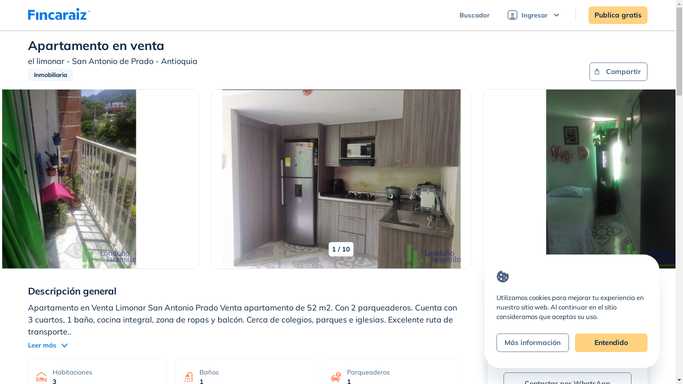 Fincaraiz
Buscador
Ingresar
Publica gratis
Apartamento en venta
el limonar - San Antonio de Prado - Antioquia
Inmobiliaria
Compartir
1 / 10
Descripción general
Apartamento en Venta Limonar San Antonio Prado Venta apartamento de 52 m2. Con 2 parqueaderos. Cuenta con
3 cuartos, 1 baño, cocina integral, zona de ropas y balcón. Cerca de colegios, parques e iglesias. Excelente ruta de
transporte..
Leer más
Habitaciones
3
Baños
1
Parqueaderos
1
Utilizamos cookies para mejorar tu experiencia en
nuestro sitio web. Al continuar en el sitio
consideramos que aceptas su uso.
Más información
Entendido
Contactar por WhatsApp